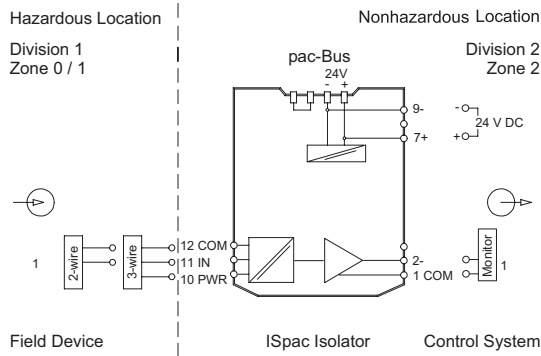 Hazardous Location
Nonhazardous Location
Division 1
Zone 0 / 1
Division 2
Zone 2
pac-Bus
24V
- +
9-
7+
-
+
24 V DC
1
2-wire
3-wire
12 COM
11 IN
10 PWR
2-
1 COM
Monitor
1
Field Device
ISpac Isolator
Control System